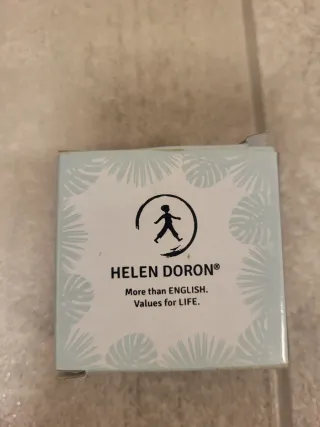 HELEN DORON®
More than ENGLISH.
Values for LIFE.